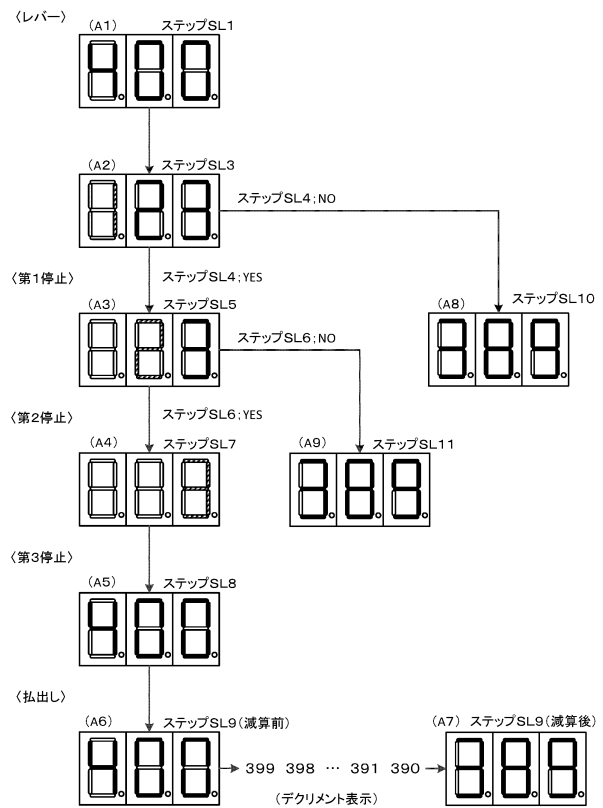 〈レバー〉
(A1) ステップSL1
(A2) ステップSL3
ステップSL4;NO
ステップSL4;YES
〈第1停止〉
(A3) ステップSL5
(A8) ステップSL10
ステップSL6;NO
ステップSL6;YES
〈第2停止〉
(A4) ステップSL7
(A9) ステップSL11
〈第3停止〉
(A5) ステップSL8
〈払出し〉
(A6) ステップSL9(減算前)
(A7) ステップSL9(減算後)
399 398 … 391 390
(デクリメント表示)